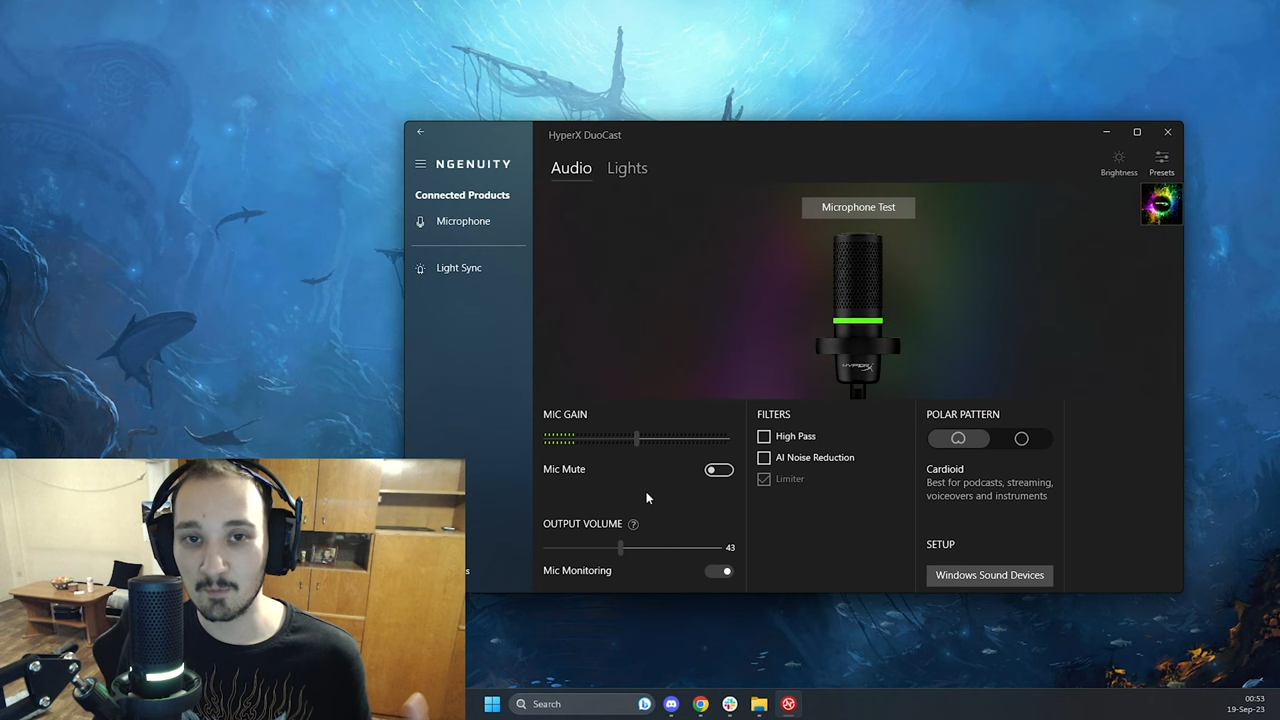 HyperX DuoCast
NGENUITY
Audio Lights
Brightness Presets
Connected Products
Microphone
Light Sync
Microphone Test
HYPERX
MIC GAIN
Mic Mute
OUTPUT VOLUME ?
43
Mic Monitoring
FILTERS
High Pass
AI Noise Reduction
Limiter
POLAR PATTERN
Cardioid
Best for podcasts, streaming,
voiceovers and instruments
SETUP
Windows Sound Devices
s
Search
00:53
19-Sep-23